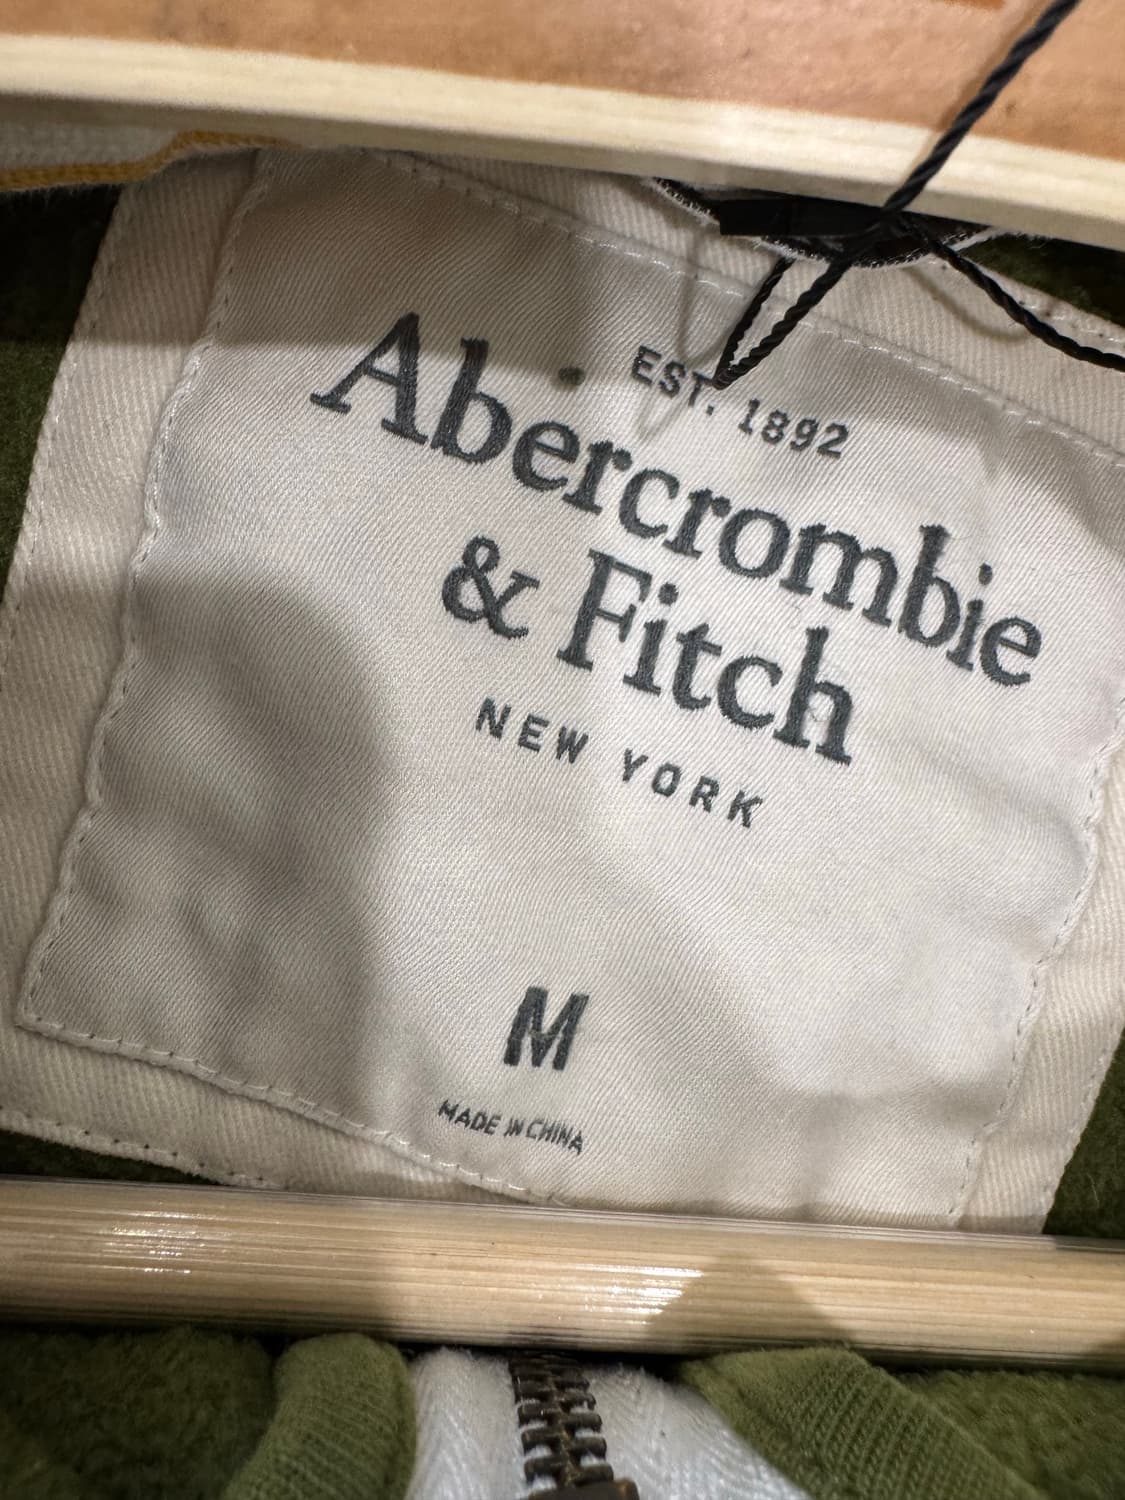 EST. 1892
Abercrombie
& Fitch
NEW YORK
M
MADE IN CHINA